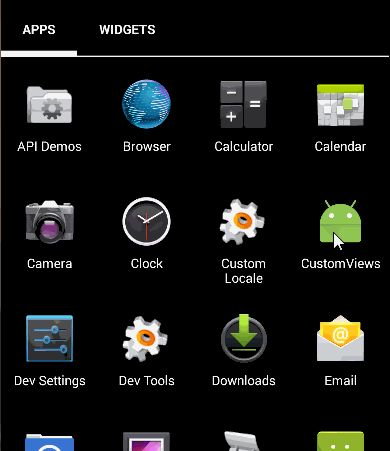 APPS WIDGETS
API Demos Browser Calculator Calendar
Camera Clock Custom Locale CustomViews
Dev Settings Dev Tools Downloads Email
@